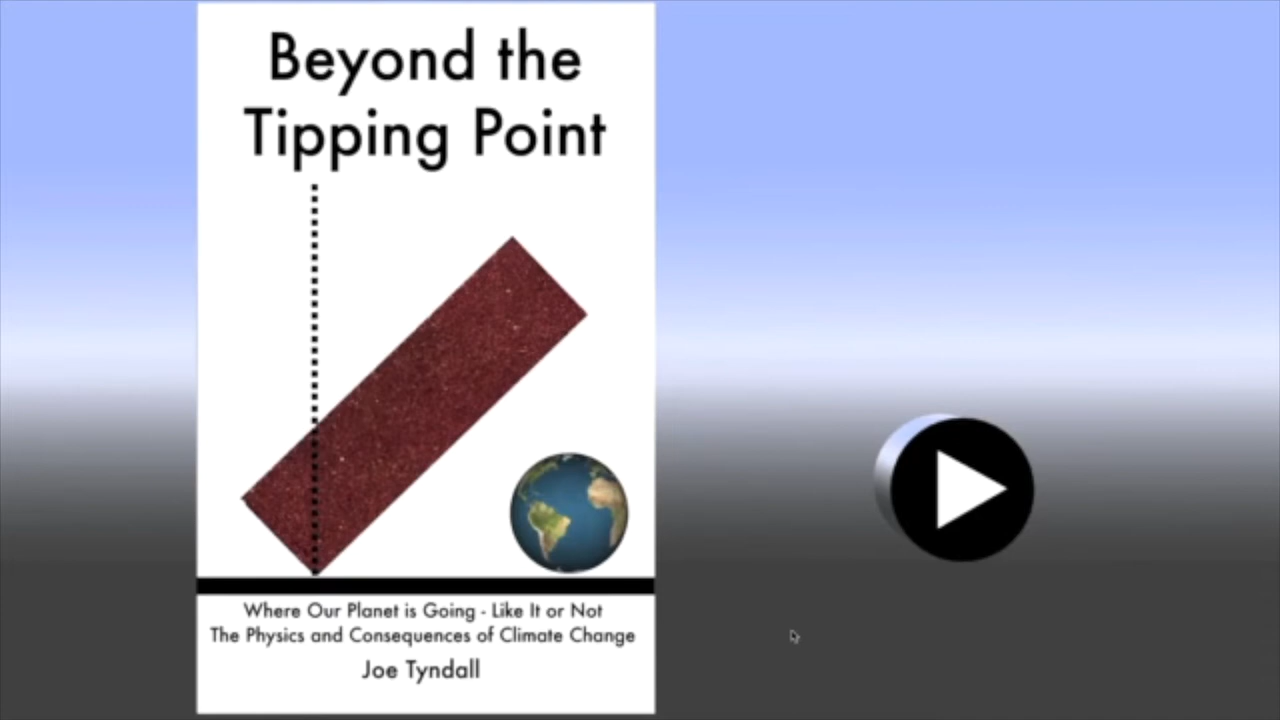 Beyond the
Tipping Point
Where Our Planet is Going - Like It or Not
The Physics and Consequences of Climate Change
Joe Tyndall